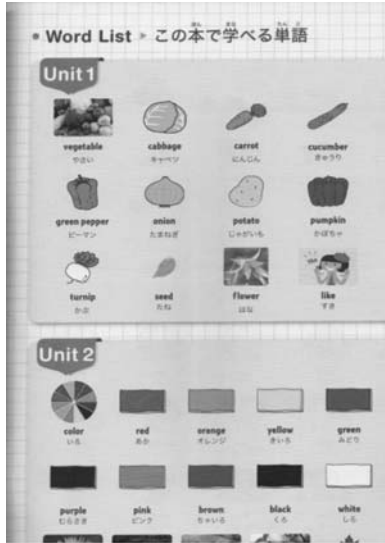 • Word List ▸ この本で学べる単語
Unit 1
vegetable cabbage carrot cucumber
やさい キャベツ にんじん きゅうり
green pepper onion potato pumpkin
ピーマン たまねぎ じゃがいも かぼちゃ
turnip seed flower like
かぶ たね はな すき
Unit 2
color red orange yellow green
いろ あか オレンジ きいろ みどり
purple pink brown black white
むらさき ピンク ちゃいろ くろ しろ